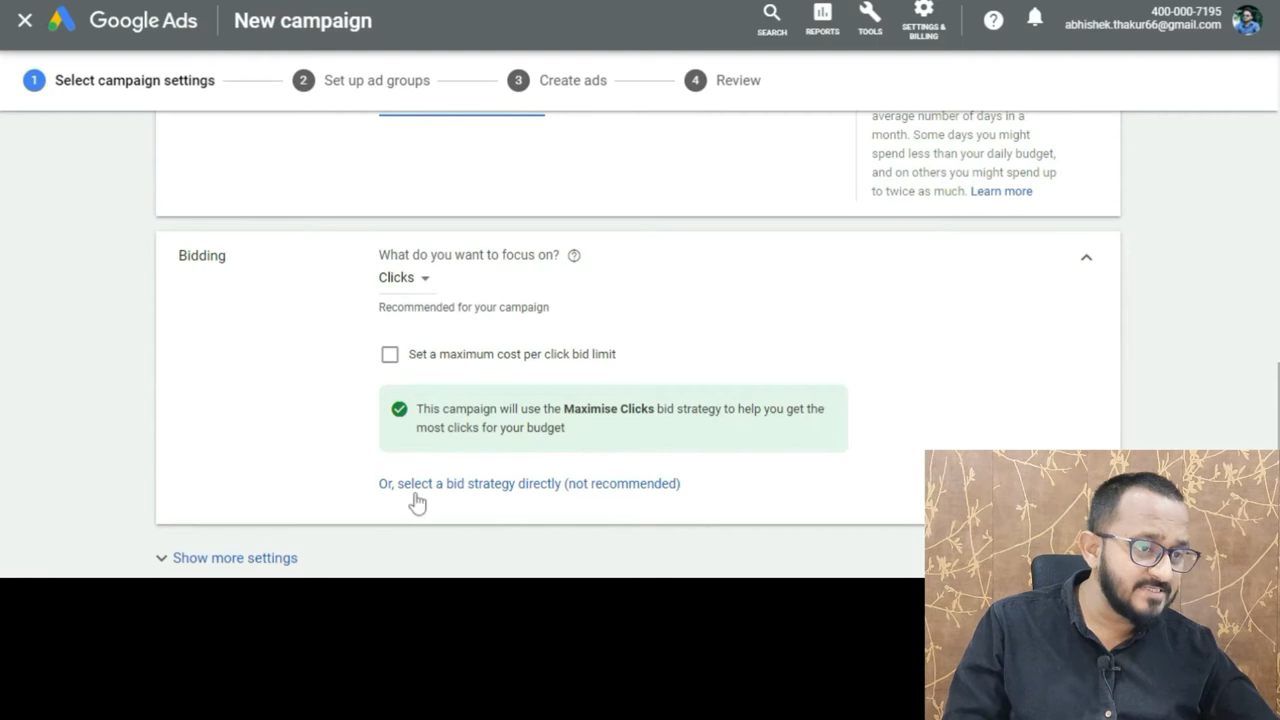 Google Ads
New campaign
SEARCH
REPORTS
TOOLS
SETTINGS &
BILLING
400-000-7195
abhishek.thakur66@gmail.com
1 Select campaign settings
2 Set up ad groups
3 Create ads
4 Review
average number of days in a
month. Some days you might
spend less than your daily budget,
and on others you might spend up
to twice as much. Learn more
Bidding
What do you want to focus on?
Clicks
Recommended for your campaign
Set a maximum cost per click bid limit
This campaign will use the Maximise Clicks bid strategy to help you get the
most clicks for your budget
Or, select a bid strategy directly (not recommended)
Show more settings